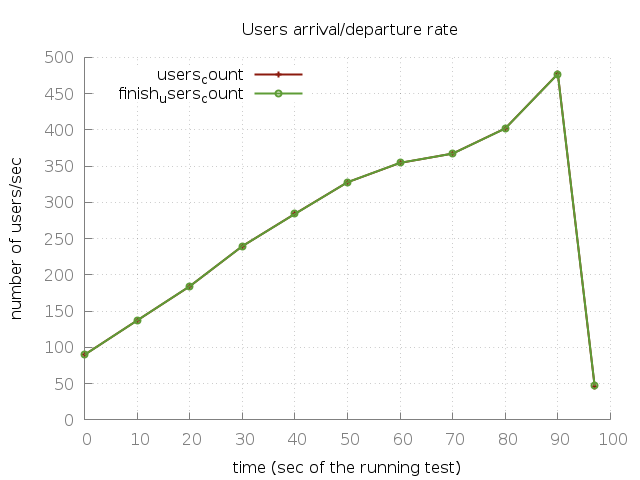 Users arrival/departure rate
users_count
finish_users_count
number of users/sec
500
450
400
350
300
250
200
150
100
50
0
0 10 20 30 40 50 60 70 80 90 100
time (sec of the running test)